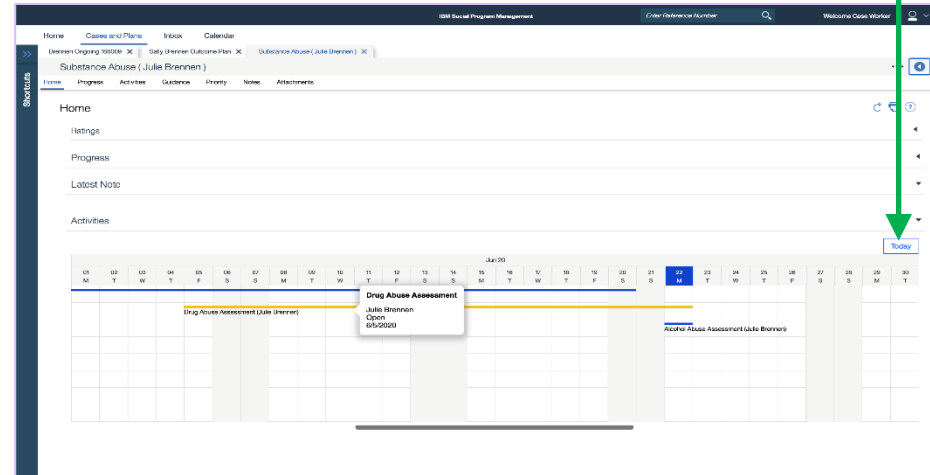 IBM Social Program Management Enter Reference Number Welcome Case Worker
Home Cases and Plans Inbox Calendar
Brennen Ongoing 166009 Sally Brennen Outcome Plan Substance Abuse ( Julie Brennen )
Substance Abuse ( Julie Brennen )
Shortcuts
Home Progress Activities Guidance Priority Notes Attachments
Home
Ratings
Progress
Latest Note
Activities
Today
Jun 20
01 02 03 04 05 06 07 08 09 10 11 12 13 14 15 16 17 18 19 20 21 22 23 24 25 26 27 28 29 30
M T W T F S S M T W T F S S M T W T F S S M T W T F S S M T
Drug Abuse Assessment
Julie Brennen
Open
6/5/2020
Drug Abuse Assessment (Julie Brennen)
Alcohol Abuse Assessment (Julie Brennen)